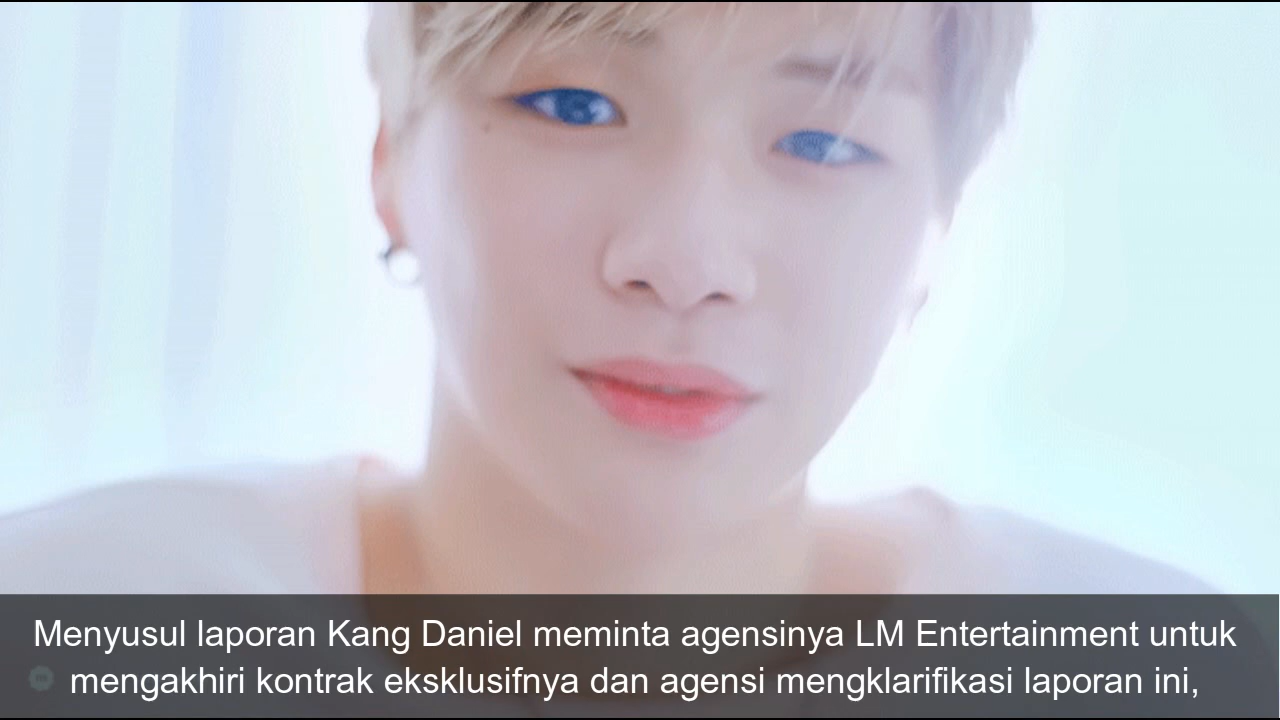 Menyusul laporan Kang Daniel meminta agensinya LM Entertainment untuk
mengakhiri kontrak eksklusifnya dan agensi mengklarifikasi laporan ini,